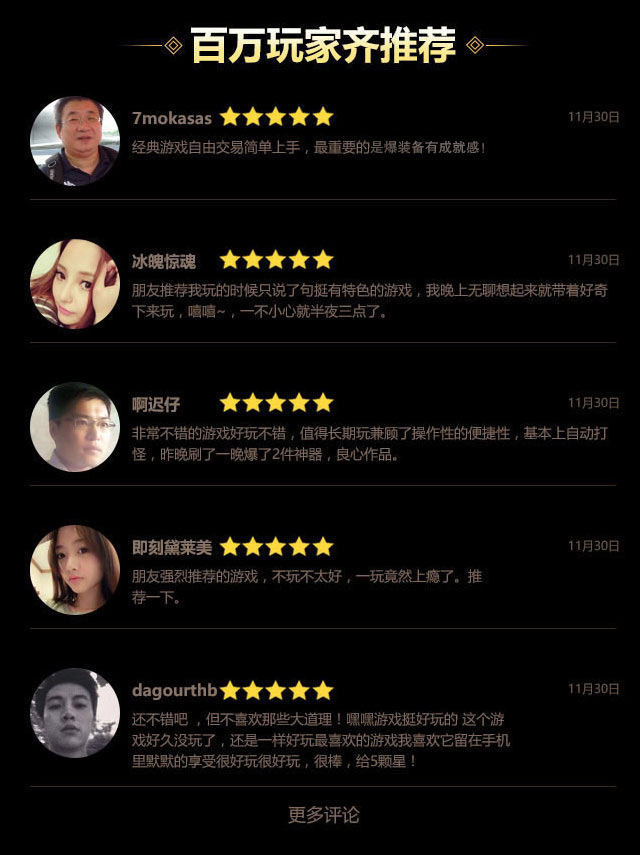 百万玩家齐推荐
7mokasas
11月30日
经典游戏自由交易简单上手，最重要的是爆装备有成就感！
冰魄惊魂
11月30日
朋友推荐我玩的时候只说了句挺有特色的游戏，我晚上无聊想起来就带着好奇
下来玩，嘻嘻~，一不小心就半夜三点了。
啊迟仔
11月30日
非常不错的游戏好玩不错，值得长期玩兼顾了操作性的便捷性，基本上自动打
怪，昨晚刷了一晚爆了2件神器，良心作品。
即刻黛莱美
11月30日
朋友强烈推荐的游戏，不玩不太好，一玩竟然上瘾了。推
荐一下。
dagourthb
11月30日
还不错吧 ，但不喜欢那些大道理！嘿嘿游戏挺好玩的 这个游
戏好久没玩了，还是一样好玩最喜欢的游戏我喜欢它留在手机
里默默的享受很好玩很好玩，很棒，给5颗星！
更多评论